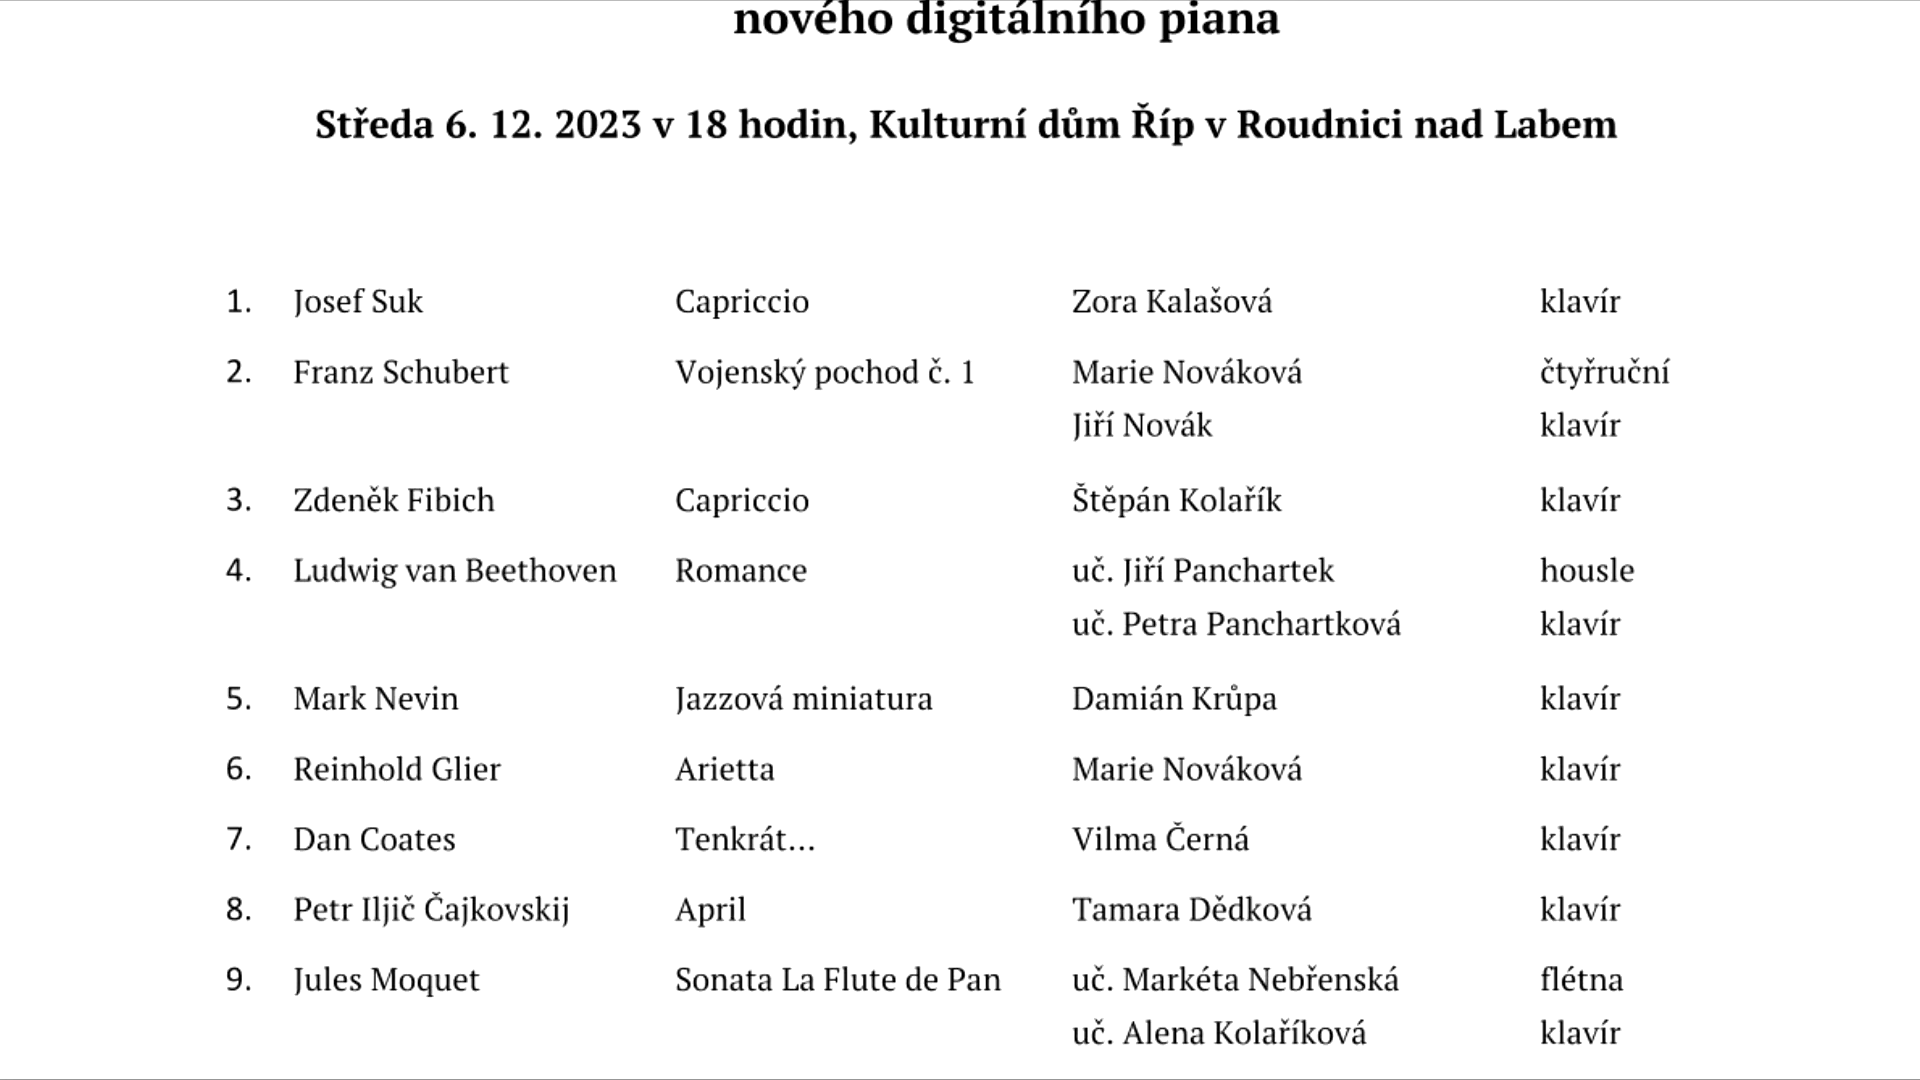 nového digitálního piana
Středa 6. 12. 2023 v 18 hodin, Kulturní dům Říp v Roudnici nad Labem
1. Josef Suk Capriccio Zora Kalašová klavír
2. Franz Schubert Vojenský pochod č. 1 Marie Nováková čtyřruční
Jiří Novák klavír
3. Zdeněk Fibich Capriccio Štěpán Kolařík klavír
4. Ludwig van Beethoven Romance uč. Jiří Panchartek housle
uč. Petra Panchartková klavír
5. Mark Nevin Jazzová miniatura Damián Krůpa klavír
6. Reinhold Glier Arietta Marie Nováková klavír
7. Dan Coates Tenkrát... Vilma Černá klavír
8. Petr Iljič Čajkovskij April Tamara Dědková klavír
9. Jules Moquet Sonata La Flute de Pan uč. Markéta Nebřenská flétna
uč. Alena Kolaříková klavír